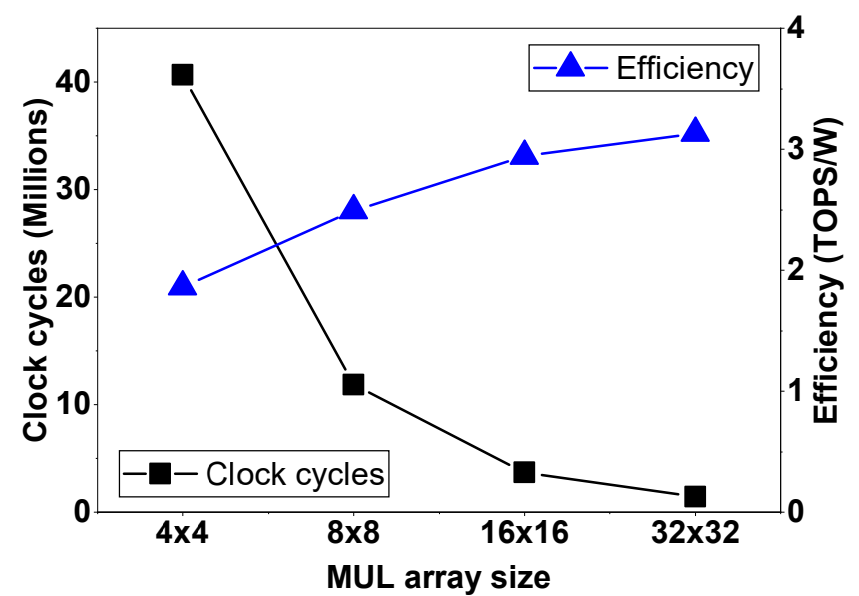 Clock cycles (Millions)
40
30
20
10
0
Efficiency
Clock cycles
4
3
2
1
0
Efficiency (TOPS/W)
4x4 8x8 16x16 32x32
MUL array size